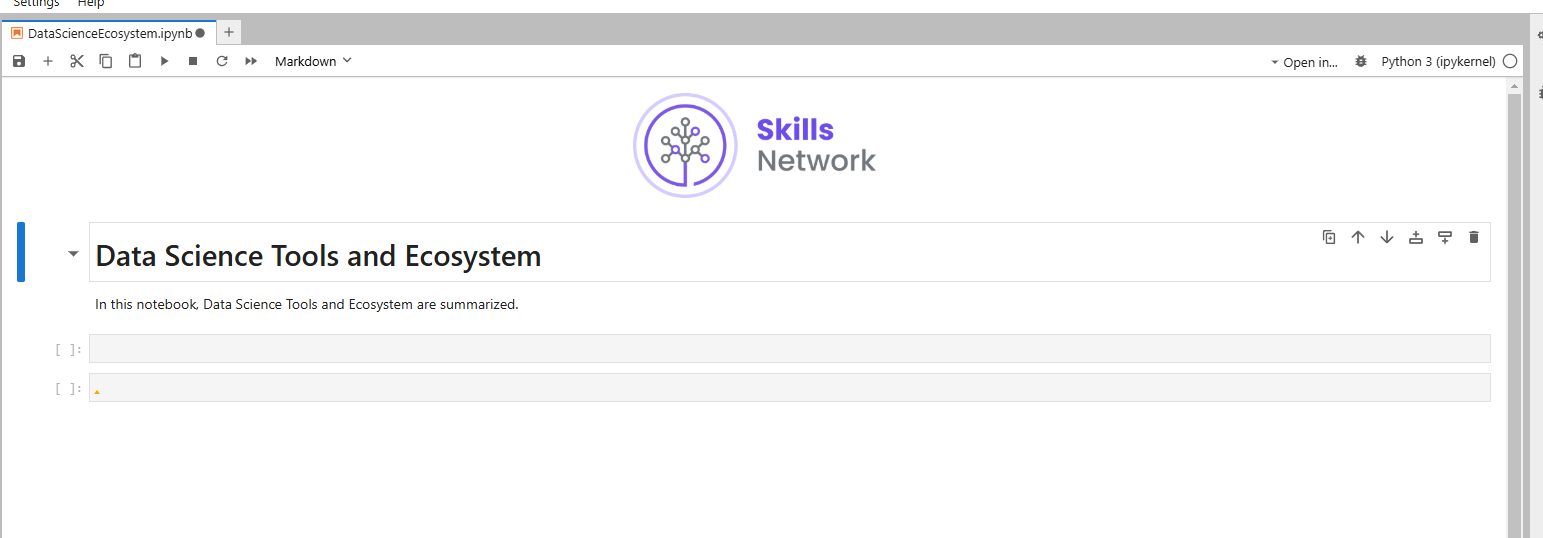 Settings Help
DataScienceEcosystem.ipynb
Markdown
Open in...
Python 3 (ipykernel)
Skills
Network
Data Science Tools and Ecosystem
In this notebook, Data Science Tools and Ecosystem are summarized.
[ ]:
[ ]: